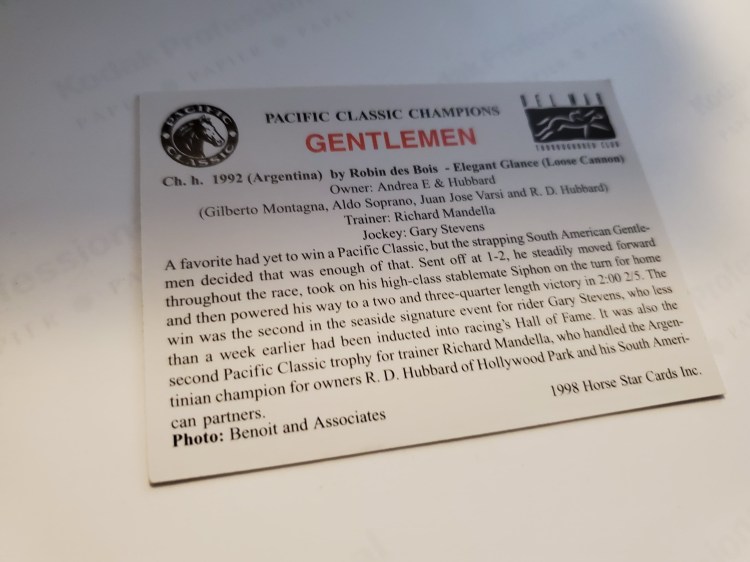 PACIFIC CLASSIC
DEL MAR
THOROUGHBRED CLUB
PACIFIC CLASSIC CHAMPIONS
GENTLEMEN
Ch. h. 1992 (Argentina) by Robin des Bois - Elegant Glance (Loose Cannon)
Owner: Andrea E & Hubbard
(Gilberto Montagna, Aldo Soprano, Juan Jose Varsi and R. D. Hubbard)
Trainer: Richard Mandella
Jockey: Gary Stevens
A favorite had yet to win a Pacific Classic, but the strapping South American Gentle-
men decided that was enough of that. Sent off at 1-2, he steadily moved forward
throughout the race, took on his high-class stablemate Siphon on the turn for home
and then powered his way to a two and three-quarter length victory in 2:00 2/5. The
win was the second in the seaside signature event for rider Gary Stevens, who less
than a week earlier had been inducted into racing's Hall of Fame. It was also the
second Pacific Classic trophy for trainer Richard Mandella, who handled the Argen-
tinian champion for owners R. D. Hubbard of Hollywood Park and his South Ameri-
can partners.
Photo: Benoit and Associates
1998 Horse Star Cards Inc.